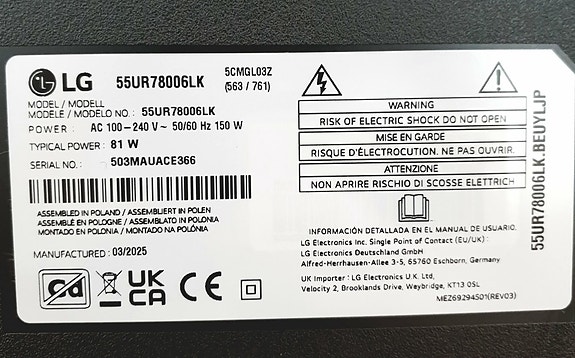 LG 55UR78006LK 5CMGL03Z
(563 / 761)
MODEL / MODELL
MODELE / MODELO NO. : 55UR78006LK
POWER : AC 100-240 V ~ 50/60 Hz 150 W
TYPICAL POWER : 81 W
SERIAL NO. : 503MAUACE366
ASSEMBLED IN POLAND / ASSEMBLIERT IN POLEN
ASSEMBLÉ EN POLOGNE / ASSEMBLATO IN POLONIA
MONTADO EN POLONIA / MONTADO NA POLÓNIA
MANUFACTURED : 03/2025
Cd
UK
CA
CE
WARNING
RISK OF ELECTRIC SHOCK DO NOT OPEN
MISE EN GARDE
RISQUE D'ÉLECTROCUTION. NE PAS OUVRIR.
ATTENZIONE
NON APRIRE RISCHIO DI SCOSSE ELETTRICH
INFORMACIÓN DETALLADA EN EL MANUAL DE USUARIO.
LG Electronics Inc. Single Point of Contact (EU/UK) :
LG Electronics Deutschland GmbH
Alfred-Herrhausen-Allee 3-5, 65760 Eschborn, Germany
UK Importer : LG Electronics U.K. Ltd,
Velocity 2, Brooklands Drive, Weybridge, KT13 0SL
MEZ69294501(REV03)
55UR78006LK.BEUYLJP